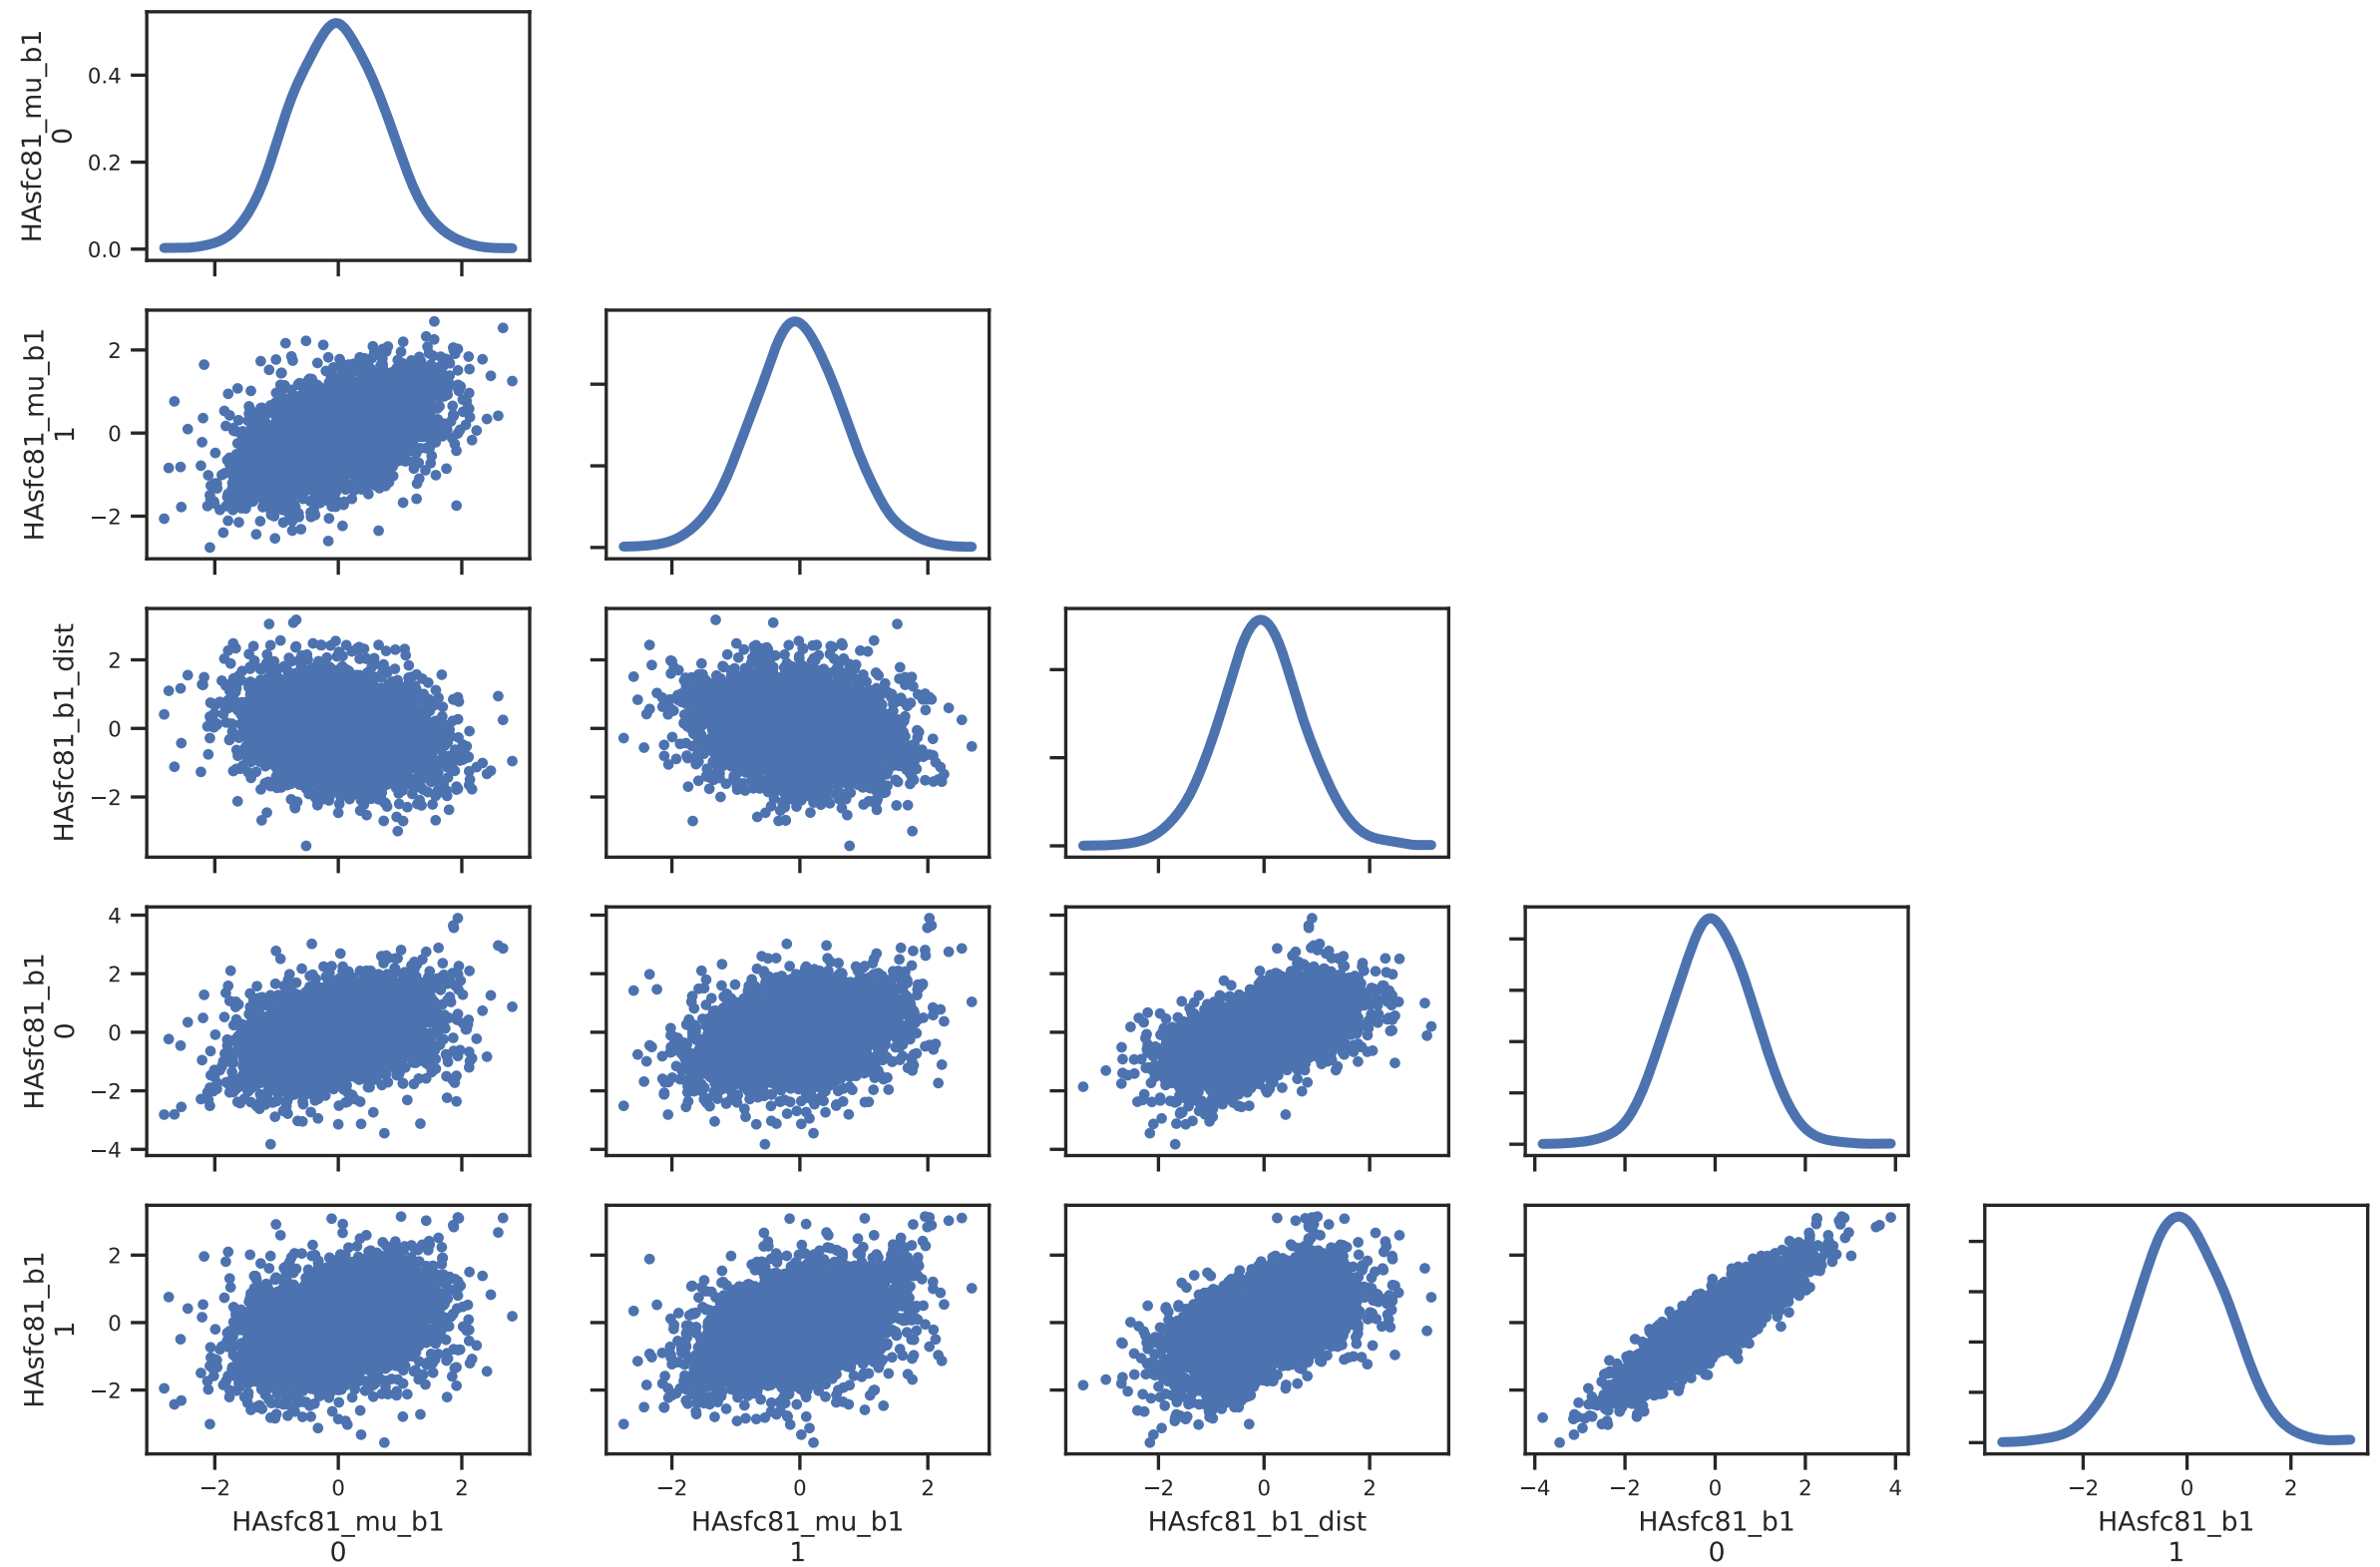 HAsfc81_mu_b1
0
0.4
0.2
0.0
HAsfc81_mu_b1
1
2
0
−2
HAsfc81_b1_dist
2
0
−2
HAsfc81_b1
0
4
2
0
−2
−4
HAsfc81_b1
1
2
0
−2
−2 0 2 −2 0 2 −2 0 2 −4 −2 0 2 4 −2 0 2
HAsfc81_mu_b1 HAsfc81_mu_b1 HAsfc81_b1_dist HAsfc81_b1 HAsfc81_b1
0 1 0 1